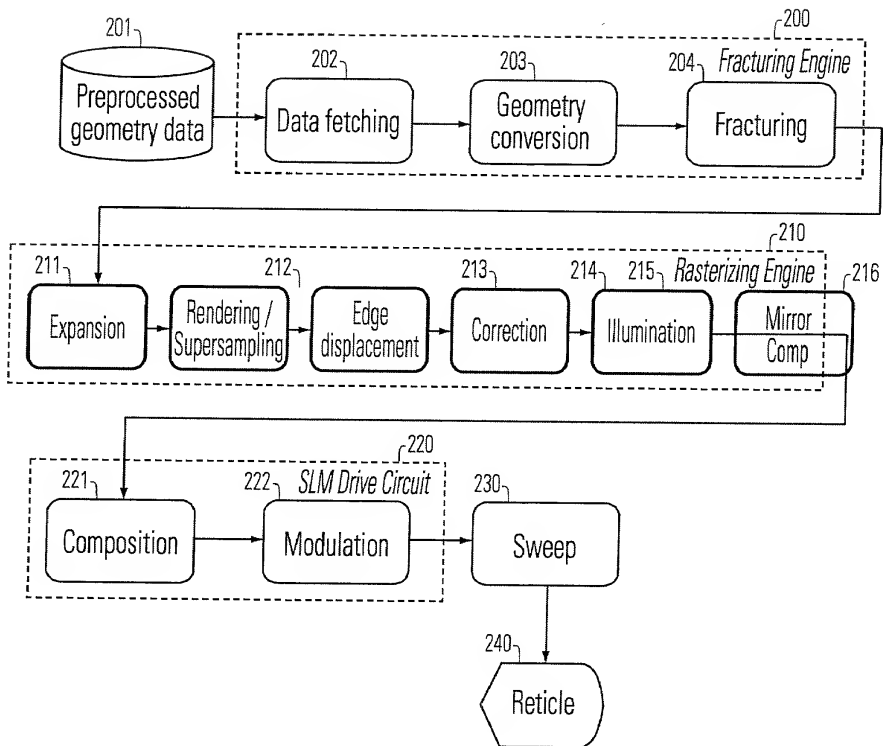 201
200
Fracturing Engine
202
203
204
Preprocessed
geometry data
Data fetching
Geometry
conversion
Fracturing
210
Rasterizing Engine
211
212
213
214
215
216
Expansion
Rendering /
Supersampling
Edge
displacement
Correction
Illumination
Mirror
Comp
220
SLM Drive Circuit
221
222
230
Composition
Modulation
Sweep
240
Reticle